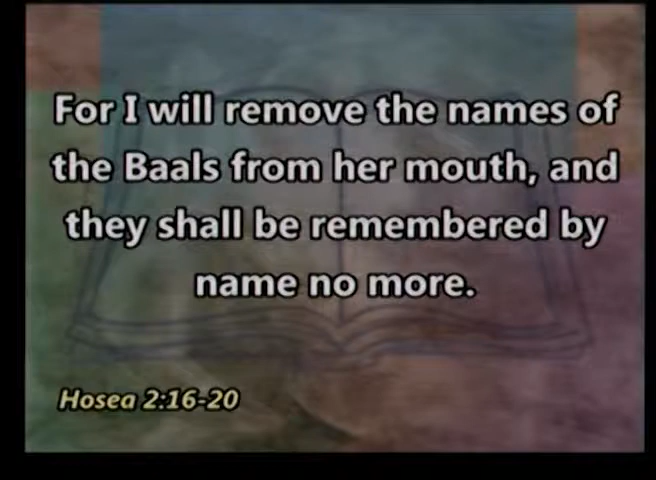 For I will remove the names of
the Baals from her mouth, and
they shall be remembered by
name no more.
Hosea 2:16-20